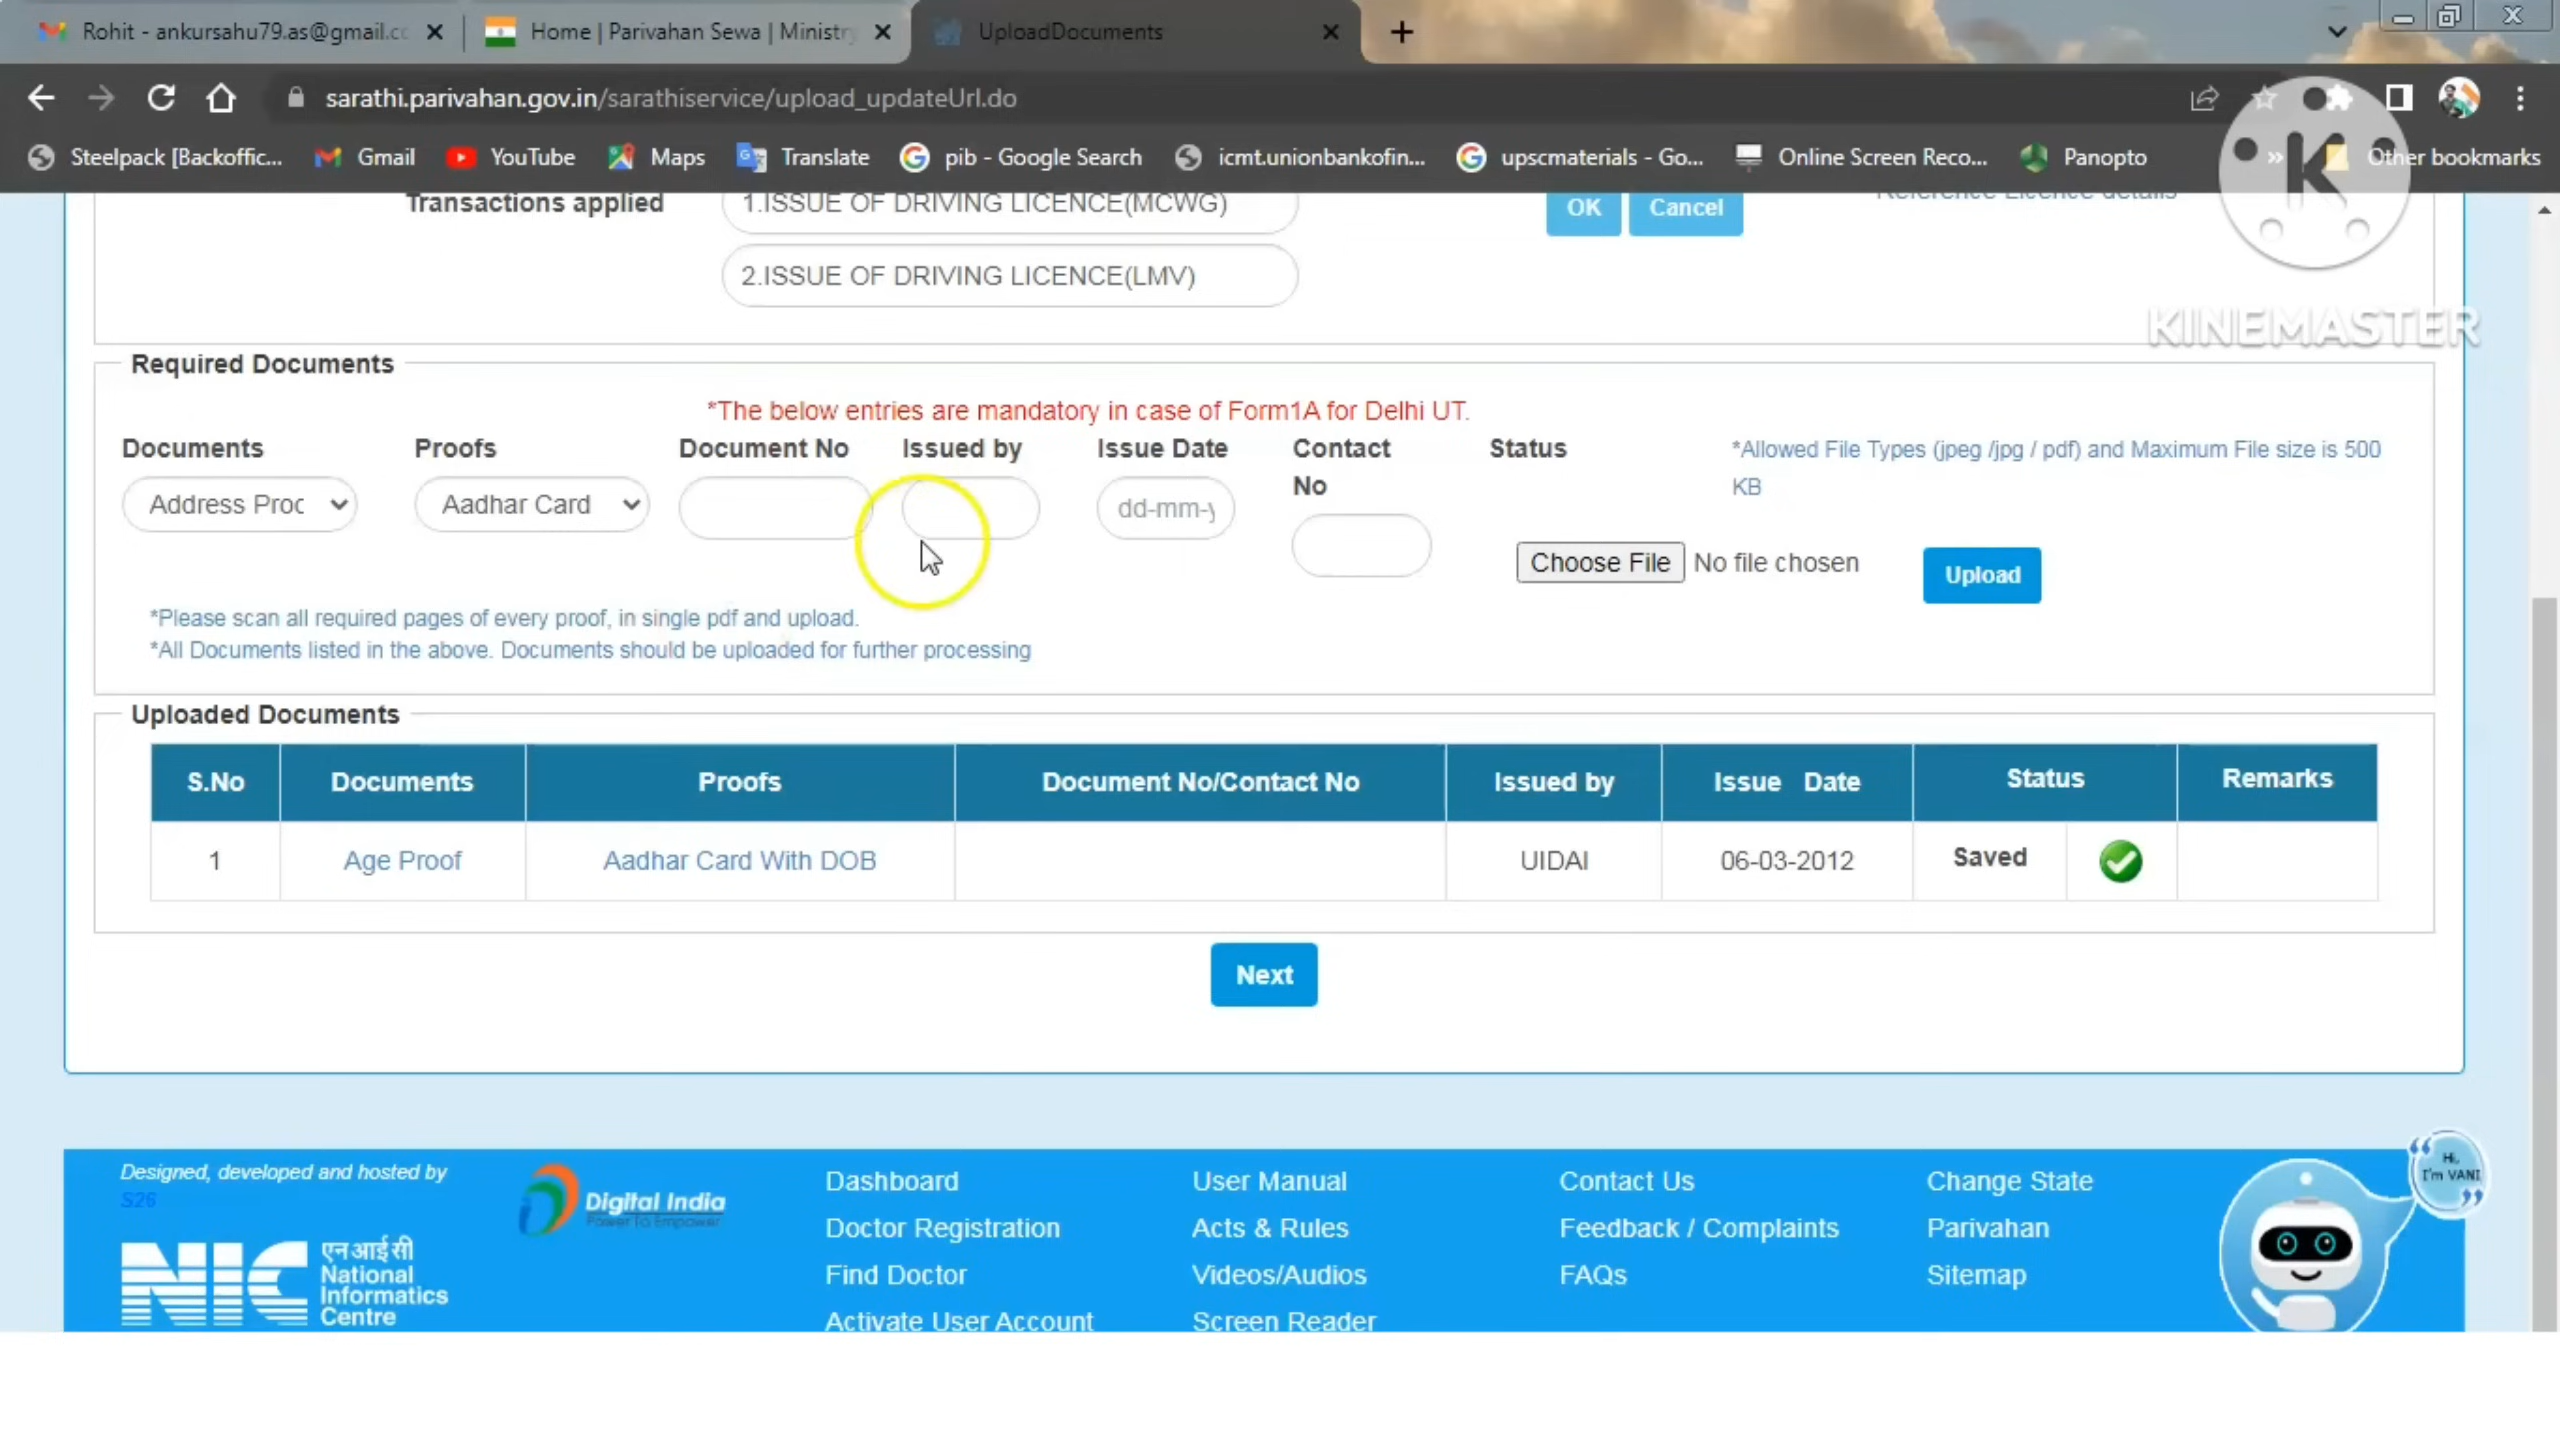 Rohit - ankursahu79.as@gmail.cc
Home | Parivahan Sewa | Ministry
UploadDocuments
sarathi.parivahan.gov.in/sarathiservice/upload_updateUrl.do
Steelpack [Backoffic...
Gmail
YouTube
Maps
Translate
pib - Google Search
icmt.unionbankofin...
upscmaterials - Go...
Online Screen Reco...
Panopto
Other bookmarks
KINEMASTER
Transactions applied
1.ISSUE OF DRIVING LICENCE(MCWG)
OK
Cancel
Reference Licence details
2.ISSUE OF DRIVING LICENCE(LMV)
Required Documents
*The below entries are mandatory in case of Form1A for Delhi UT.
Documents
Proofs
Document No
Issued by
Issue Date
Contact
No
Status
*Allowed File Types (jpeg /jpg / pdf) and Maximum File size is 500
KB
Address Proc
Aadhar Card
dd-mm-y
Choose File
No file chosen
Upload
*Please scan all required pages of every proof, in single pdf and upload.
*All Documents listed in the above. Documents should be uploaded for further processing
Uploaded Documents
S.No
Documents
Proofs
Document No/Contact No
Issued by
Issue Date
Status
Remarks
1
Age Proof
Aadhar Card With DOB
UIDAI
06-03-2012
Saved
Next
Designed, developed and hosted by
S26
Digital India
Power To Empower
NIC
एन आई सी
National
Informatics
Centre
Dashboard
Doctor Registration
Find Doctor
Activate User Account
User Manual
Acts & Rules
Videos/Audios
Screen Reader
Contact Us
Feedback / Complaints
FAQs
Change State
Parivahan
Sitemap
Hi,
I'm VANI